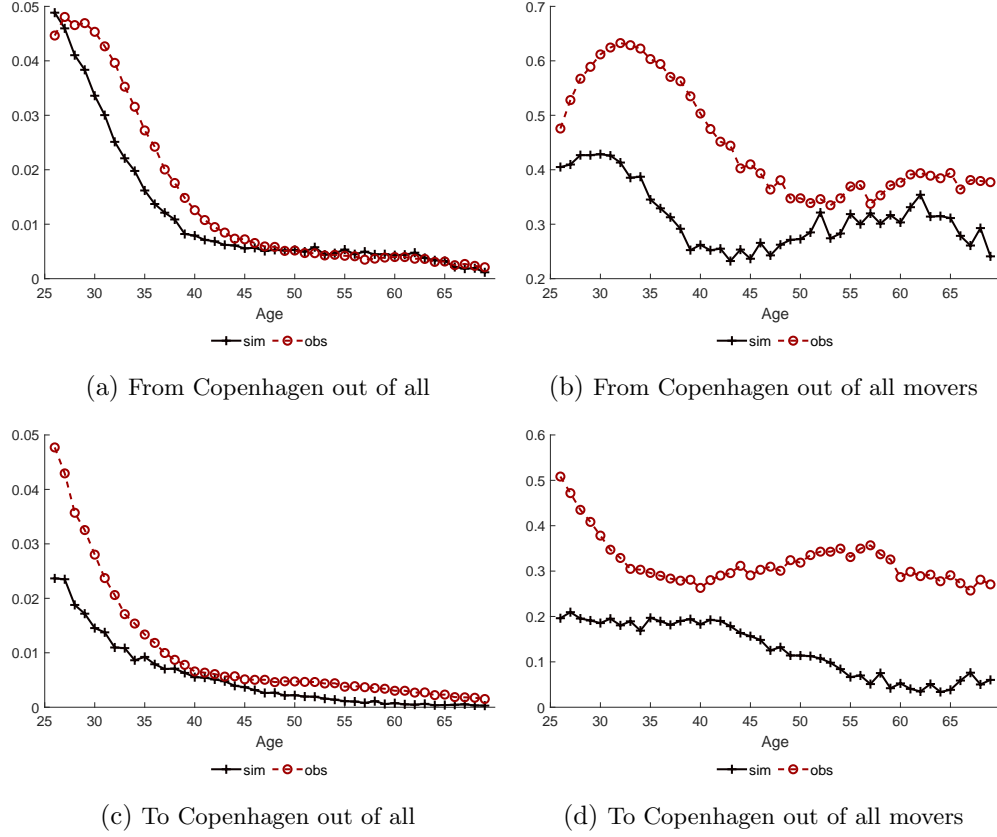 0.05
0.04
0.03
0.02
0.01
0
25 30 35 40 45 50 55 60 65
Age
sim obs
(a) From Copenhagen out of all
0.7
0.6
0.5
0.4
0.3
0.2
25 30 35 40 45 50 55 60 65
Age
sim obs
(b) From Copenhagen out of all movers
0.05
0.04
0.03
0.02
0.01
0
25 30 35 40 45 50 55 60 65
Age
sim obs
(c) To Copenhagen out of all
0.6
0.5
0.4
0.3
0.2
0.1
0
25 30 35 40 45 50 55 60 65
Age
sim obs
(d) To Copenhagen out of all movers